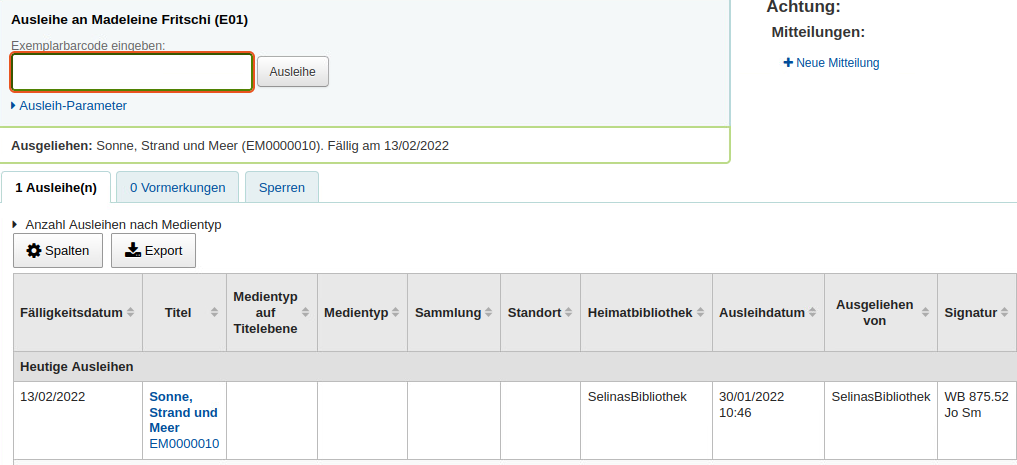 Ausleihe an Madeleine Fritschi (E01)
Exemplarbarcode eingeben:
Ausleihe
Ausleih-Parameter
Ausgeliehen: Sonne, Strand und Meer (EM0000010). Fällig am 13/02/2022
Achtung:
Mitteilungen:
Neue Mitteilung
1 Ausleihe(n)
0 Vormerkungen
Sperren
Anzahl Ausleihen nach Medientyp
Spalten
Export
Fälligkeitsdatum
Titel
Medientyp
auf
Titelebene
Medientyp
Sammlung
Standort
Heimatbibliothek
Ausleihdatum
Ausgeliehen
von
Signatur
Heutige Ausleihen
13/02/2022
Sonne,
Strand und
Meer
EM0000010
SelinasBibliothek
30/01/2022
10:46
SelinasBibliothek
WB 875.52
Jo Sm